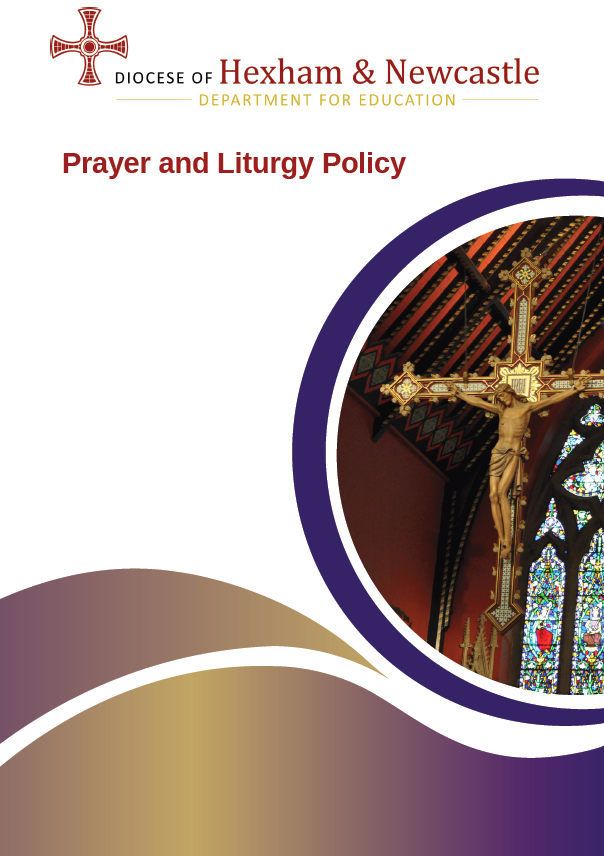 DIOCESE OF Hexham & Newcastle
DEPARTMENT FOR EDUCATION
Prayer and Liturgy Policy